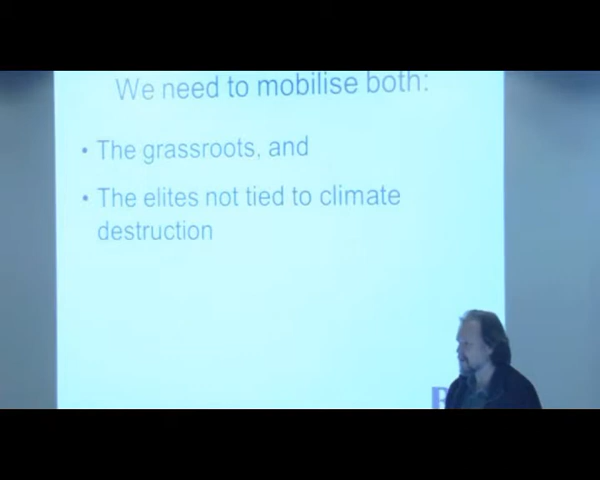 We need to mobilise both:
• The grassroots, and
• The elites not tied to climate
destruction